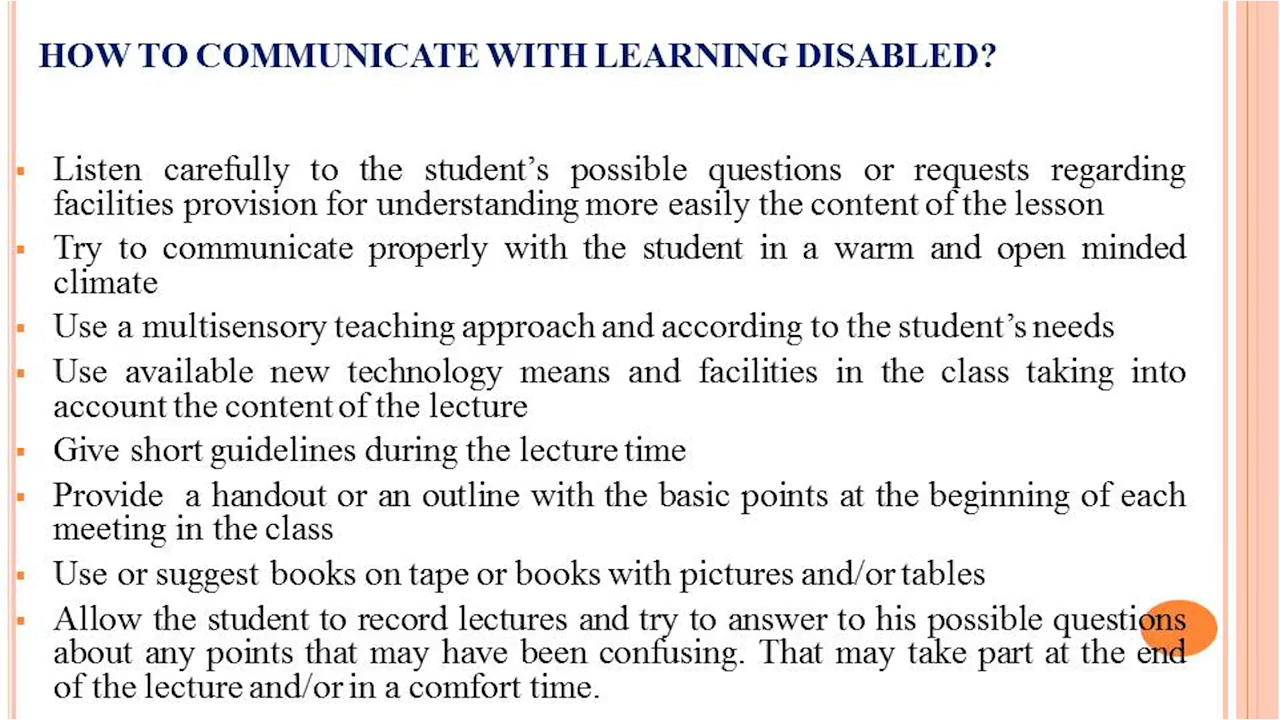 HOW TO COMMUNICATE WITH LEARNING DISABLED?
▪ Listen carefully to the student's possible questions or requests regarding
facilities provision for understanding more easily the content of the lesson
▪ Try to communicate properly with the student in a warm and open minded
climate
▪ Use a multisensory teaching approach and according to the student's needs
▪ Use available new technology means and facilities in the class taking into
account the content of the lecture
▪ Give short guidelines during the lecture time
▪ Provide a handout or an outline with the basic points at the beginning of each
meeting in the class
▪ Use or suggest books on tape or books with pictures and/or tables
▪ Allow the student to record lectures and try to answer to his possible questions
about any points that may have been confusing. That may take part at the end
of the lecture and/or in a comfort time.